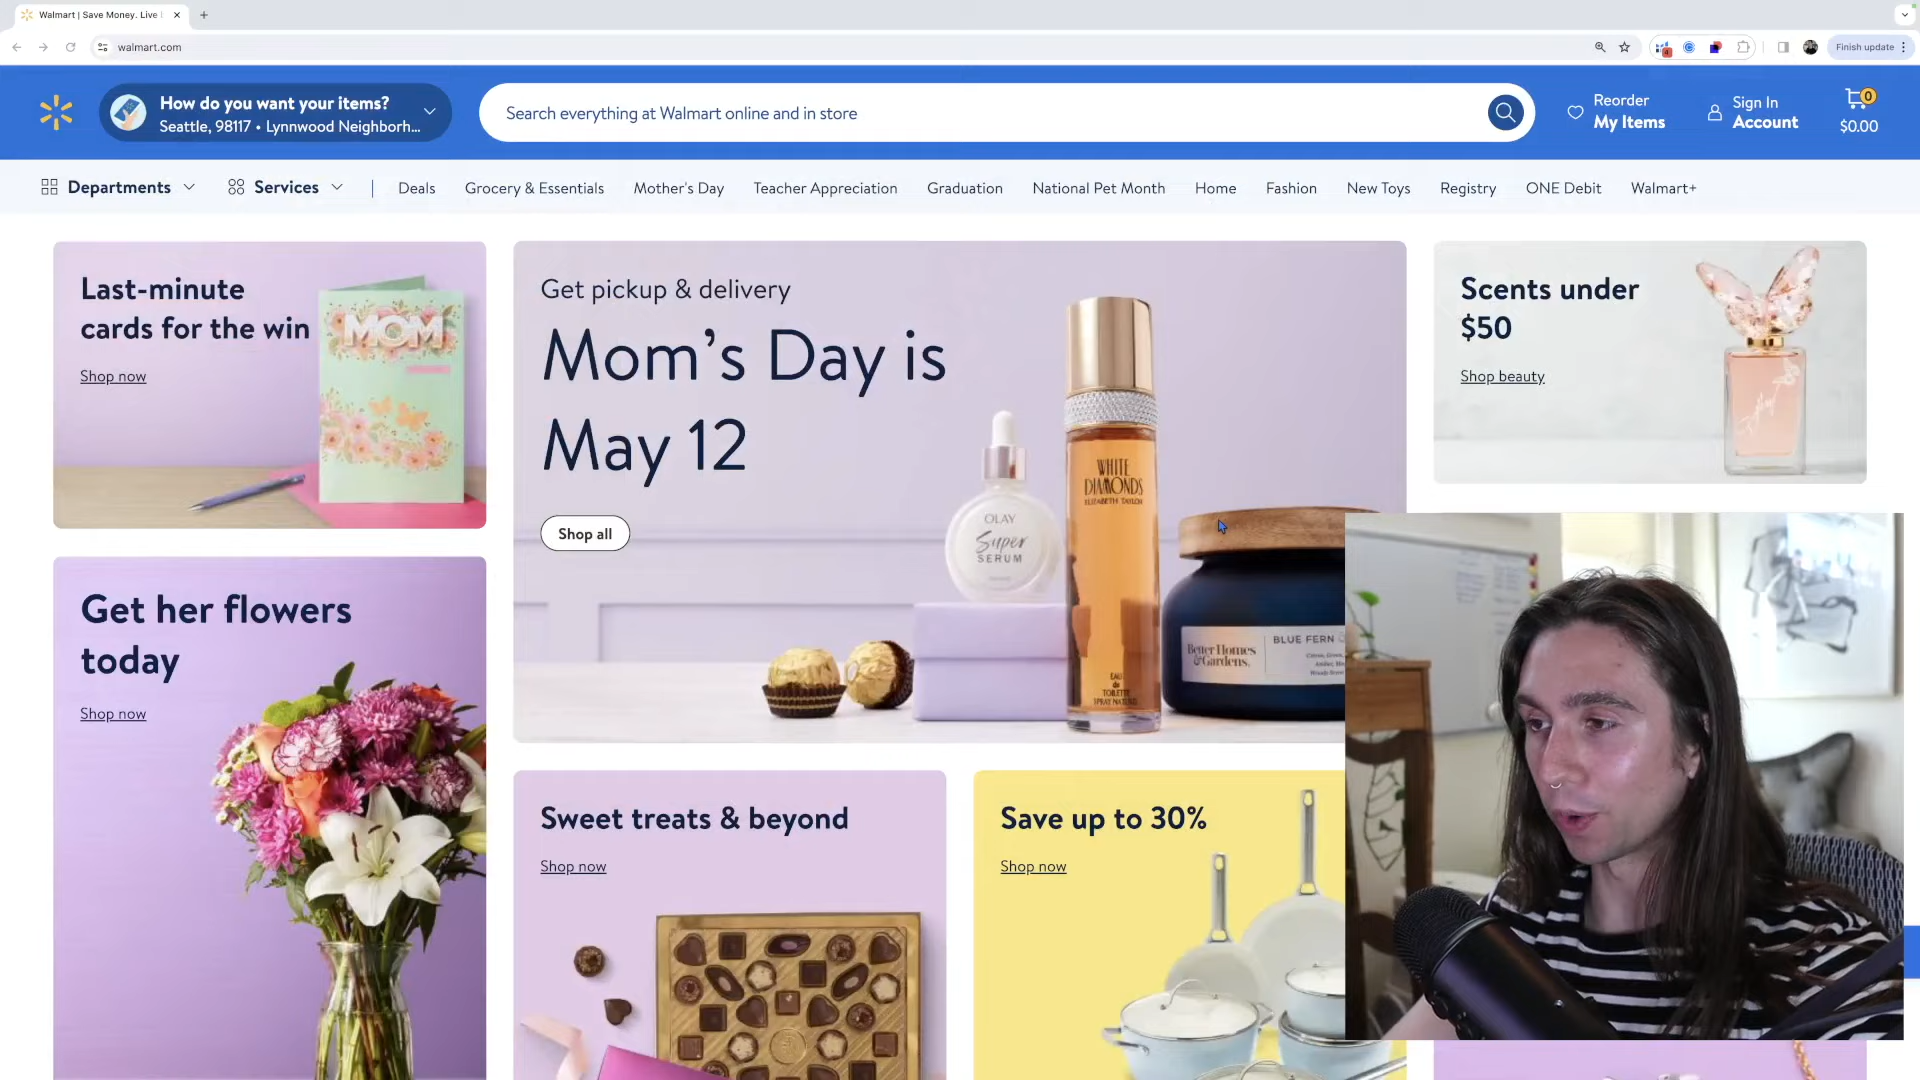 Walmart | Save Money. Live
walmart.com
Finish update
How do you want your items?
Seattle, 98117 • Lynnwood Neighborh...
Search everything at Walmart online and in store
Reorder
My Items
Sign In
Account
0
$0.00
Departments
Services
Deals
Grocery & Essentials
Mother's Day
Teacher Appreciation
Graduation
National Pet Month
Home
Fashion
New Toys
Registry
ONE Debit
Walmart+
Last-minute
cards for the win
Shop now
MOM
Get pickup & delivery
Mom’s Day is
May 12
Shop all
OLAY
Super
SERUM
WHITE
DIAMONDS
ELIZABETH TAYLOR
EAU
de
TOILETTE
SPRAY NATUREL
Better Homes
& Gardens.
BLUE FERN
Scents under
$50
Shop beauty
Get her flowers
today
Shop now
Sweet treats & beyond
Shop now
Save up to 30%
Shop now